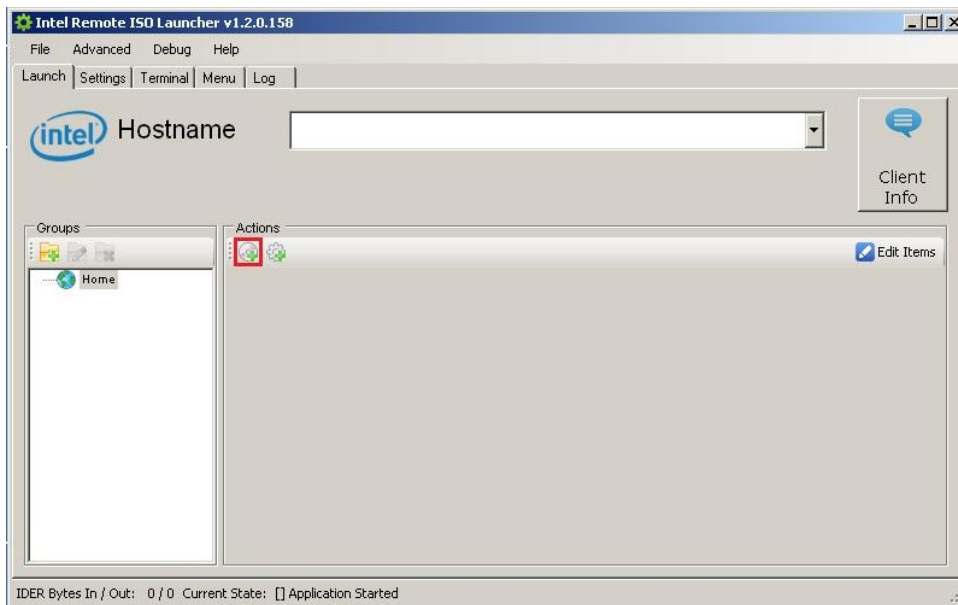 Intel Remote ISO Launcher v1.2.0.158
File Advanced Debug Help
Launch Settings Terminal Menu Log
intel Hostname
Client
Info
Groups
Actions
Edit Items
Home
IDER Bytes In / Out: 0 / 0 Current State: [] Application Started